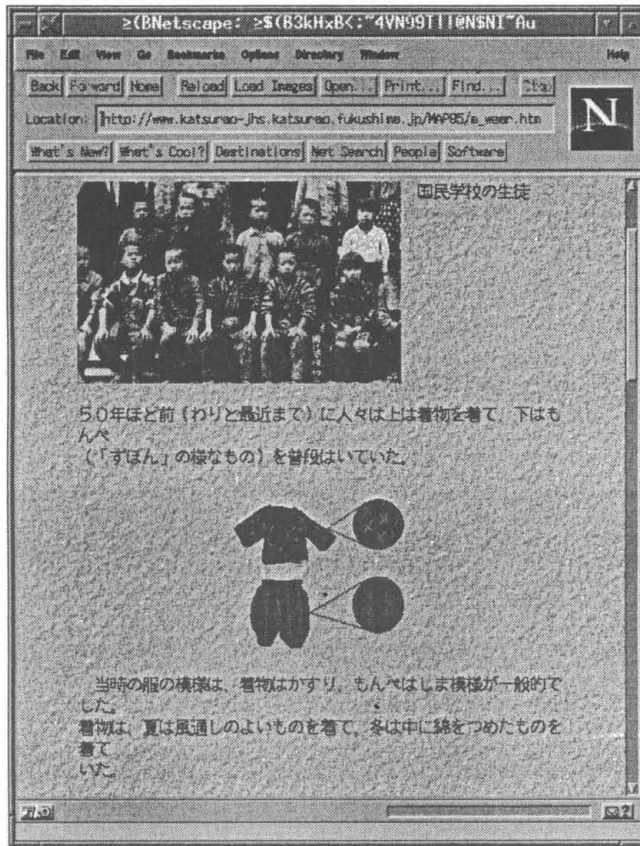 ≥(BNetscape: ≥$(B3kHxB<:~4VN99T||@N$NI~Au
File Edit View Go Bookmarks Options Directory Window Help
Back Forward Home Reload Load Images Open... Print... Find... Stop
Location: http://www.katsurao-jhs.katsurao.fukushima.jp/MAP95/m_wear.htm
N
What's New? What's Cool? Destinations Net Search People Software
国民学校の生徒
50年ほど前(わりと最近まで)に人々は上は着物を着て、下はも
んぺ
(「ずぼん」の様なもの)を普段はいていた。
当時の服の模様は、着物はかすり、もんぺはしま模様が一般的で
した。
着物は、夏は風通しのよいものを着て、冬は中に綿をつめたものを
着て
いた。